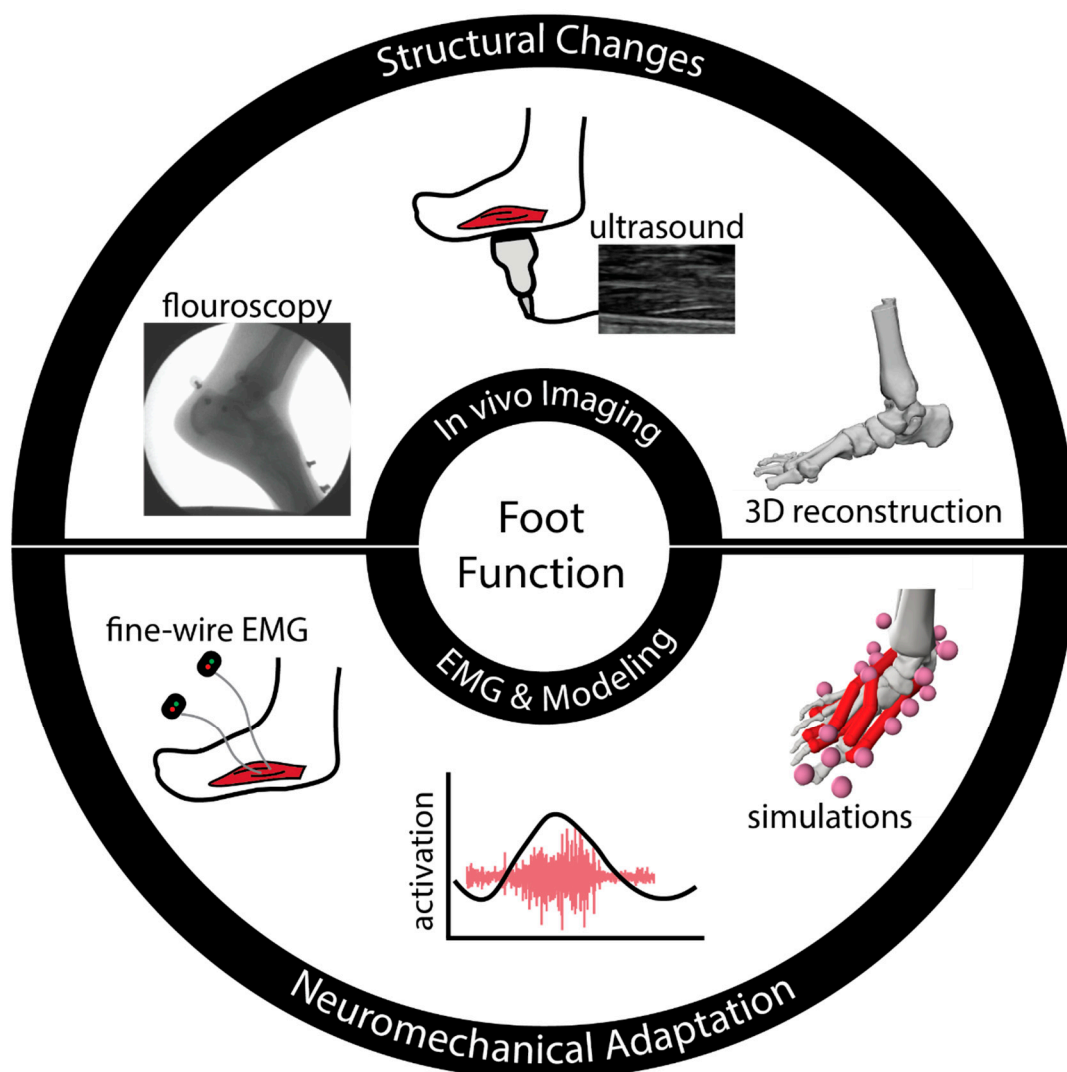 Structural Changes
ultrasound
flouroscopy
In vivo Imaging
3D reconstruction
Foot
Function
fine-wire EMG
EMG & Modeling
simulations
activation
Neuromechanical Adaptation